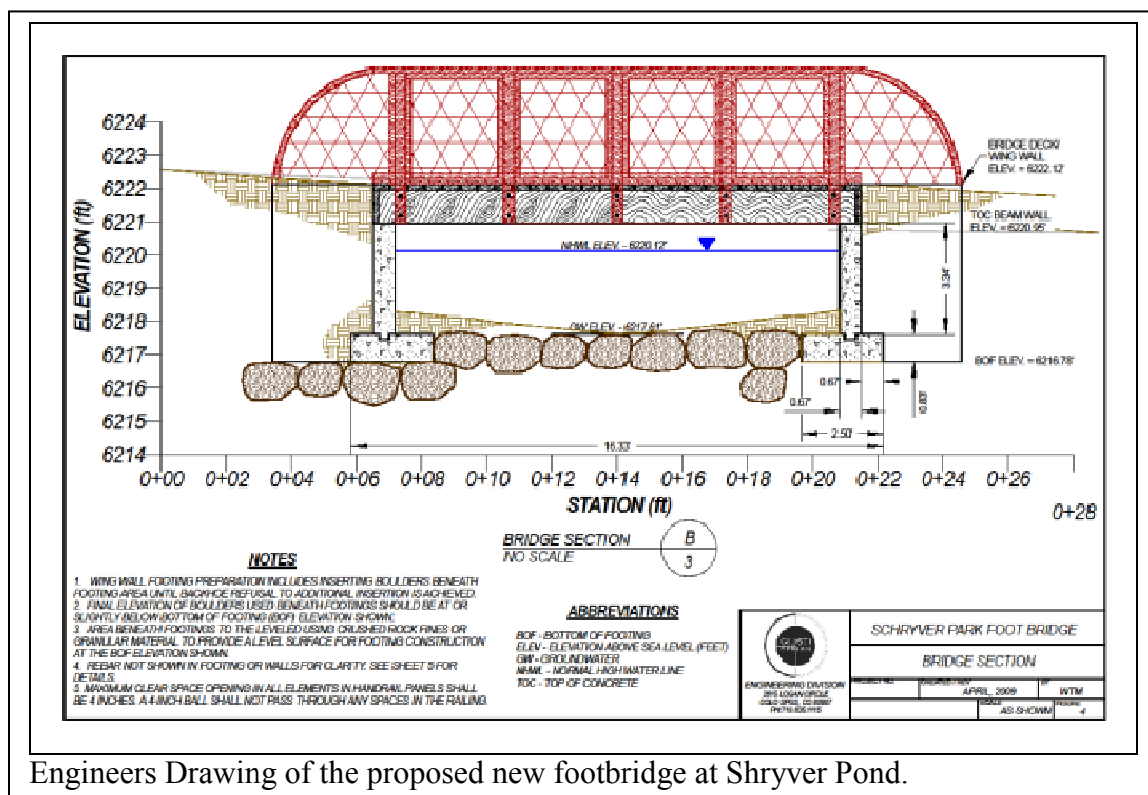 6224
6223
6222
6221
6220
6219
6218
6217
6216
6215
6214
ELEVATION (ft)
BRIDGE DECK/
WING WALL
ELEV. = 6222.12'
TOC BEAM WALL
ELEV. = 6220.95'
NHWL ELEV. - 6220.12'
GW ELEV. - 6217.61'
BOF ELEV. = 6216.78'
0.67'
0.67'
2.50'
16.33'
0+00 0+02 0+04 0+06 0+08 0+10 0+12 0+14 0+16 0+18 0+20 0+22 0+24 0+26
0+28
STATION (ft)
BRIDGE SECTION
NO SCALE
B
3
NOTES
1. WING WALL FOOTING PREPARATION INCLUDES INSERTING BOULDERS BENEATH
FOOTING AREA UNTIL BACKHOE REFUSAL TO ADDITIONAL INSERTION IS ACHIEVED.
2. FINAL ELEVATION OF BOULDERS USED BENEATH FOOTINGS SHOULD BE AT OR
SLIGHTLY BELOW BOTTOM OF FOOTING (BOF) ELEVATION SHOWN.
3. AREA BENEATH FOOTINGS TO THE LEVELED USING CRUSHED ROCK FINES OR
GRANULAR MATERIAL TO PROVIDE A LEVEL SURFACE FOR FOOTING CONSTRUCTION
AT THE BOF ELEVATION SHOWN.
4. REBAR NOT SHOWN IN FOOTING OR WALLS FOR CLARITY. SEE SHEET 5 FOR
DETAILS.
5. MAXIMUM CLEAR SPACE OPENING IN ALL ELEMENTS IN HANDRAIL PANELS SHALL
BE 4 INCHES. A 4 INCH BALL SHALL NOT PASS THROUGH ANY SPACES IN THE RAILING.
ABBREVIATIONS
BOF - BOTTOM OF FOOTING
ELEV - ELEVATION ABOVE SEA LEVEL (FEET)
GW - GROUNDWATER
NHWL - NORMAL HIGH WATER LINE
TOC - TOP OF CONCRETE
ENGINEERING DIVISION
SCHRYVER PARK FOOT BRIDGE
BRIDGE SECTION
PROJECT NO.
APRIL, 2009
BY
WTM
AS SHOWN
4
Engineers Drawing of the proposed new footbridge at Shryver Pond.